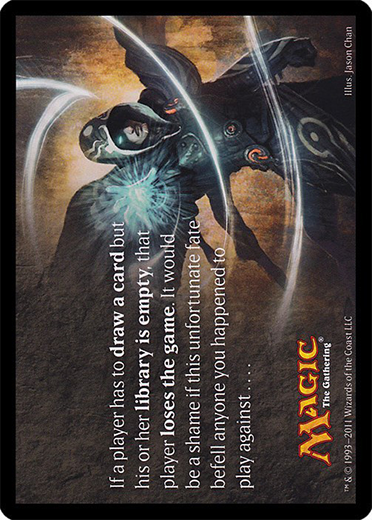 If a player has to draw a card but
his or her library is empty, that
player loses the game. It would
be a shame if this unfortunate fate
befell anyone you happened to
play against . . . . .
MAGIC
The Gathering®
™ & © 1993–2011 Wizards of the Coast LLC
Illus. Jason Chan